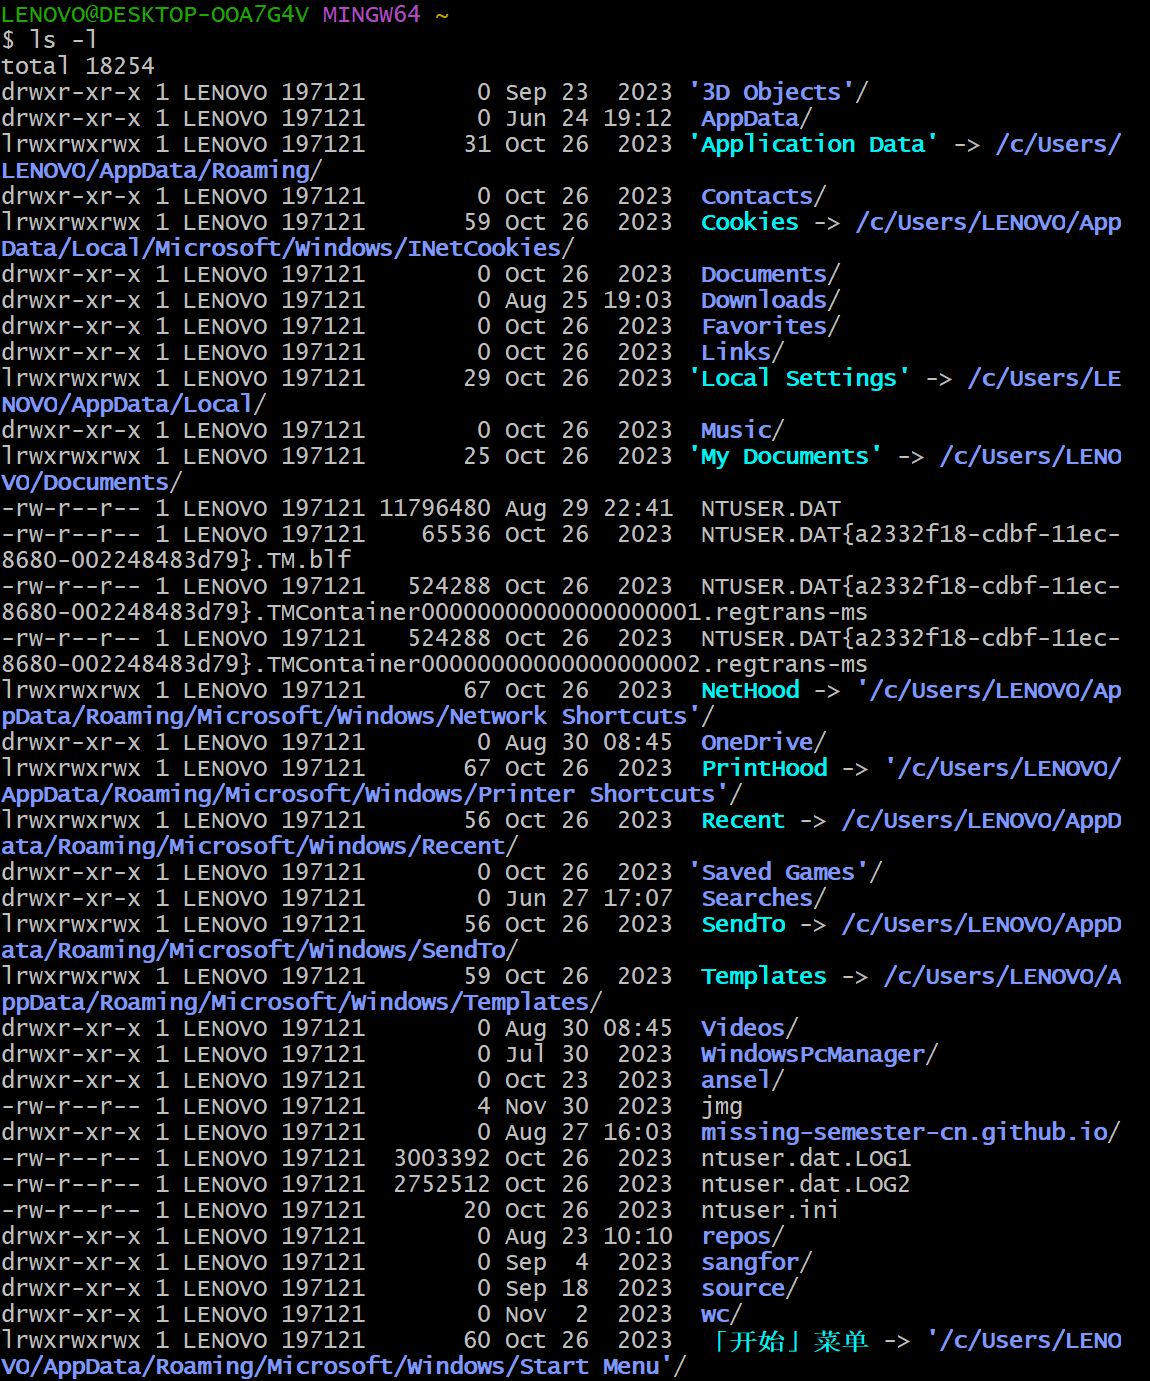 LENOVO@DESKTOP-OOA7G4V MINGW64 ~
$ ls -l
total 18254
drwxr-xr-x 1 LENOVO 197121        0 Sep 23  2023 '3D Objects'/
drwxr-xr-x 1 LENOVO 197121        0 Jun 24 19:12  AppData/
lrwxrwxrwx 1 LENOVO 197121       31 Oct 26  2023 'Application Data' -> /c/Users/
LENOVO/AppData/Roaming/
drwxr-xr-x 1 LENOVO 197121        0 Oct 26  2023  Contacts/
lrwxrwxrwx 1 LENOVO 197121       59 Oct 26  2023  Cookies -> /c/Users/LENOVO/App
Data/Local/Microsoft/Windows/INetCookies/
drwxr-xr-x 1 LENOVO 197121        0 Oct 26  2023  Documents/
drwxr-xr-x 1 LENOVO 197121        0 Aug 25 19:03  Downloads/
drwxr-xr-x 1 LENOVO 197121        0 Oct 26  2023  Favorites/
drwxr-xr-x 1 LENOVO 197121        0 Oct 26  2023  Links/
lrwxrwxrwx 1 LENOVO 197121       29 Oct 26  2023 'Local Settings' -> /c/Users/LE
NOVO/AppData/Local/
drwxr-xr-x 1 LENOVO 197121        0 Oct 26  2023  Music/
lrwxrwxrwx 1 LENOVO 197121       25 Oct 26  2023 'My Documents' -> /c/Users/LENO
VO/Documents/
-rw-r--r-- 1 LENOVO 197121 11796480 Aug 29 22:41  NTUSER.DAT
-rw-r--r-- 1 LENOVO 197121    65536 Oct 26  2023  NTUSER.DAT{a2332f18-cdbf-11ec-
8680-002248483d79}.TM.blf
-rw-r--r-- 1 LENOVO 197121   524288 Oct 26  2023  NTUSER.DAT{a2332f18-cdbf-11ec-
8680-002248483d79}.TMContainer00000000000000000001.regtrans-ms
-rw-r--r-- 1 LENOVO 197121   524288 Oct 26  2023  NTUSER.DAT{a2332f18-cdbf-11ec-
8680-002248483d79}.TMContainer00000000000000000002.regtrans-ms
lrwxrwxrwx 1 LENOVO 197121       67 Oct 26  2023  NetHood -> '/c/Users/LENOVO/Ap
pData/Roaming/Microsoft/Windows/Network Shortcuts'/
drwxr-xr-x 1 LENOVO 197121        0 Aug 30 08:45  OneDrive/
lrwxrwxrwx 1 LENOVO 197121       67 Oct 26  2023  PrintHood -> '/c/Users/LENOVO/
AppData/Roaming/Microsoft/Windows/Printer Shortcuts'/
lrwxrwxrwx 1 LENOVO 197121       56 Oct 26  2023  Recent -> /c/Users/LENOVO/AppD
ata/Roaming/Microsoft/Windows/Recent/
drwxr-xr-x 1 LENOVO 197121        0 Oct 26  2023 'Saved Games'/
drwxr-xr-x 1 LENOVO 197121        0 Jun 27 17:07  Searches/
lrwxrwxrwx 1 LENOVO 197121       56 Oct 26  2023  SendTo -> /c/Users/LENOVO/AppD
ata/Roaming/Microsoft/Windows/SendTo/
lrwxrwxrwx 1 LENOVO 197121       59 Oct 26  2023  Templates -> /c/Users/LENOVO/A
ppData/Roaming/Microsoft/Windows/Templates/
drwxr-xr-x 1 LENOVO 197121        0 Aug 30 08:45  Videos/
drwxr-xr-x 1 LENOVO 197121        0 Jul 30  2023  WindowsPcManager/
drwxr-xr-x 1 LENOVO 197121        0 Oct 23  2023  ansel/
-rw-r--r-- 1 LENOVO 197121        4 Nov 30  2023  jmg
drwxr-xr-x 1 LENOVO 197121        0 Aug 27 16:03  missing-semester-cn.github.io/
-rw-r--r-- 1 LENOVO 197121  3003392 Oct 26  2023  ntuser.dat.LOG1
-rw-r--r-- 1 LENOVO 197121  2752512 Oct 26  2023  ntuser.dat.LOG2
-rw-r--r-- 1 LENOVO 197121       20 Oct 26  2023  ntuser.ini
drwxr-xr-x 1 LENOVO 197121        0 Aug 23 10:10  repos/
drwxr-xr-x 1 LENOVO 197121        0 Sep  4  2023  sangfor/
drwxr-xr-x 1 LENOVO 197121        0 Sep 18  2023  source/
drwxr-xr-x 1 LENOVO 197121        0 Nov  2  2023  wc/
lrwxrwxrwx 1 LENOVO 197121       60 Oct 26  2023 「开始」菜单 -> '/c/Users/LENO
VO/AppData/Roaming/Microsoft/Windows/Start Menu'/